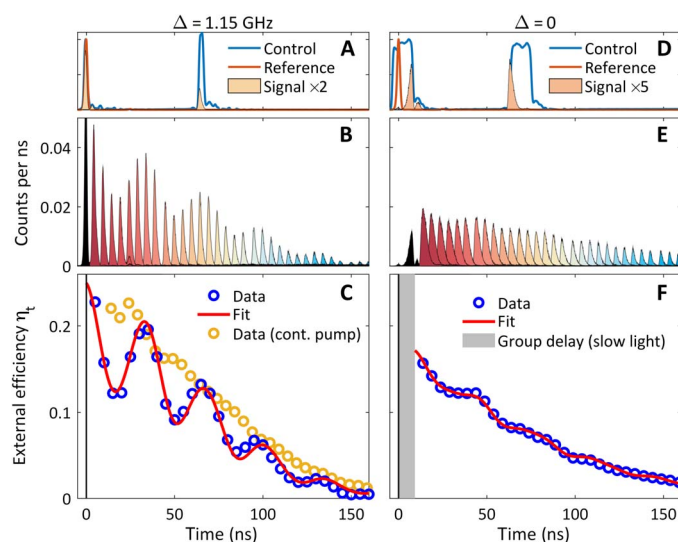 Δ = 1.15 GHz
A
Control
Reference
Signal ×2
Δ = 0
D
Control
Reference
Signal ×5
Counts per ns
0.04
0.02
0
B
E
External efficiency ηt
0.2
0.1
0
C
Data
Fit
Data (cont. pump)
F
Data
Fit
Group delay (slow light)
0 50 100 150
Time (ns)
0 50 100 150
Time (ns)